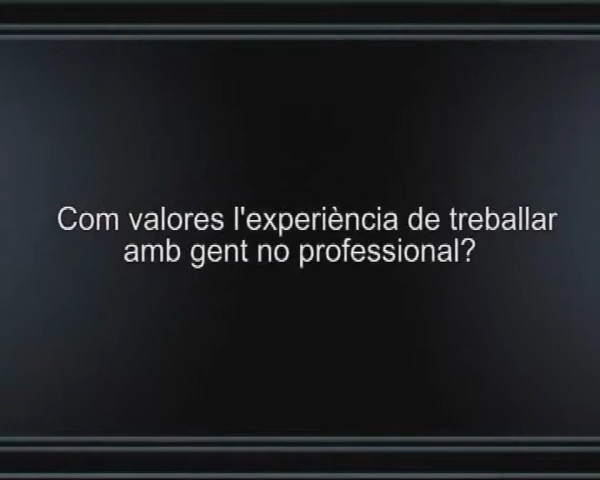 Com valores l'experiència de treballar
amb gent no professional?